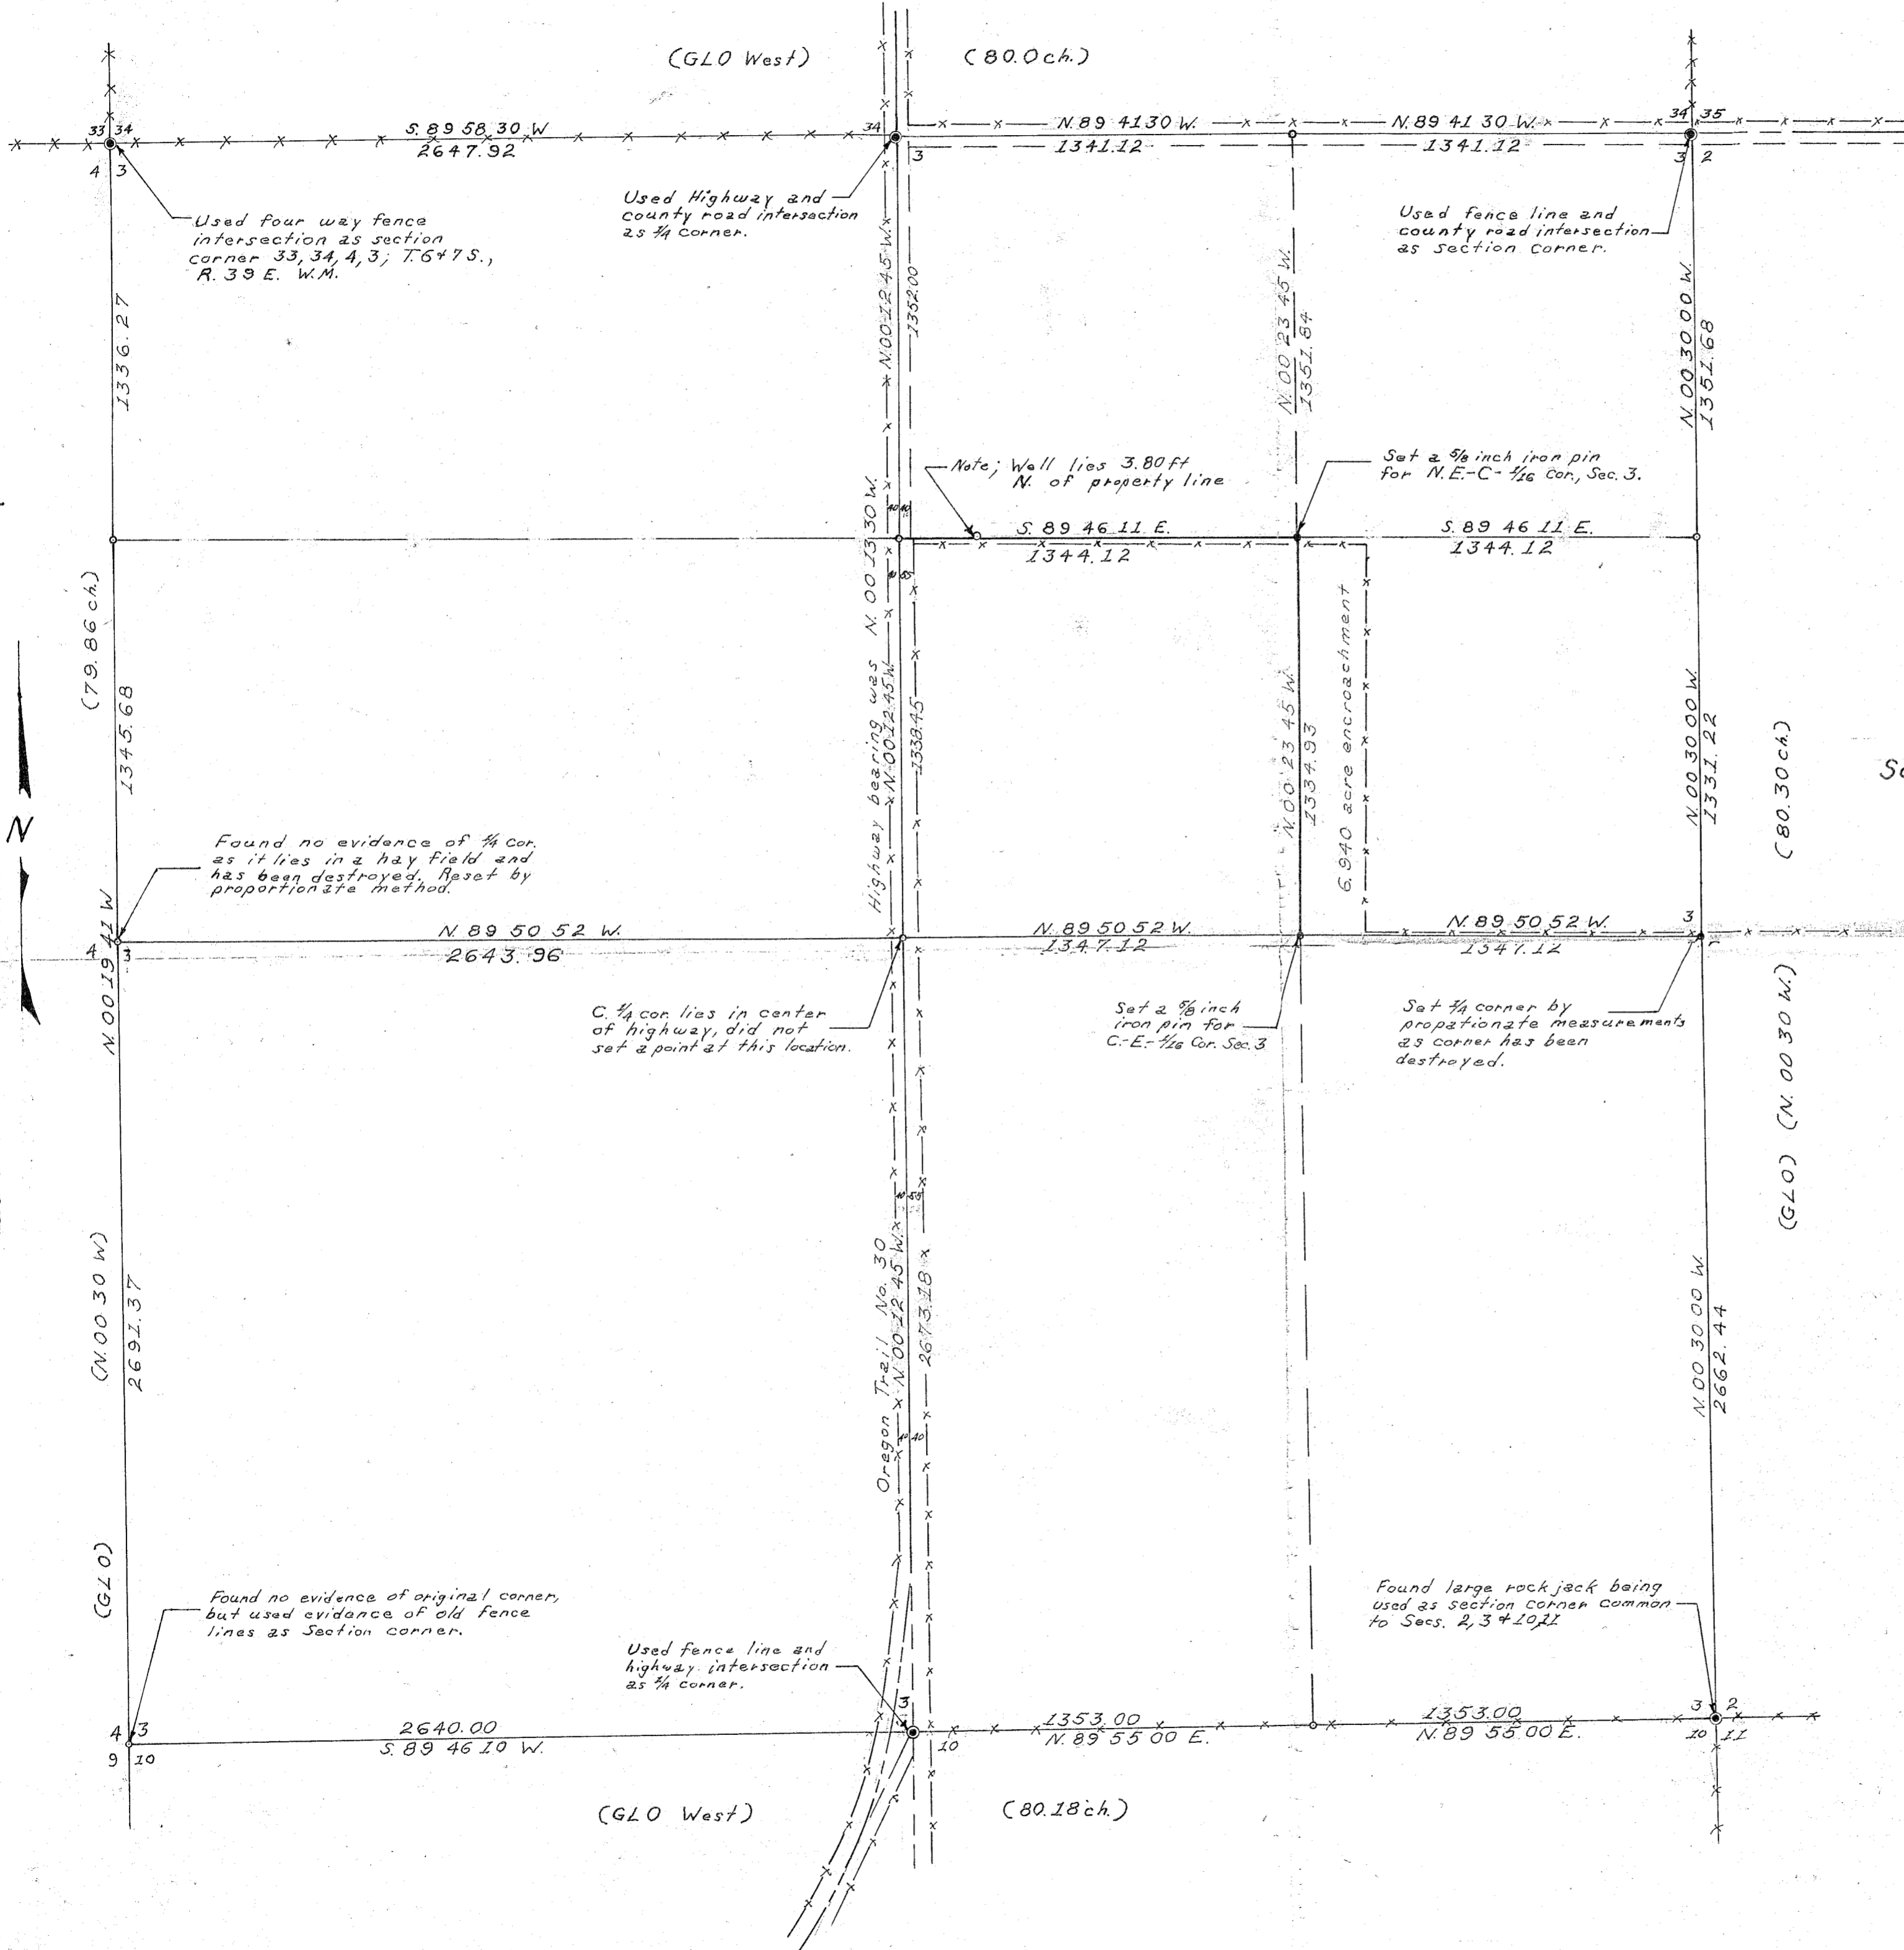 (GLO West) (80.0 ch.)
33 34
S. 89 58 30 W
2647.92
34
N. 89 41 30 W.
1341.12
N. 89 41 30 W.
1341.12
34 35
4 3
3
3 2
Used four way fence
intersection as section
corner 33, 34, 4, 3; T. 6 & 7 S.,
R. 39 E. W.M.
Used Highway and
county road intersection
as 1/4 corner.
Used fence line and
county road intersection
as section corner.
1336.27
N. 00 12 45 W.
1352.00
N. 00 23 45 W.
1351.84
N. 00 30 00 W.
1351.68
Note; Well lies 3.80 ft
N. of property line
Set a 5/8 inch iron pin
for N.E.-C-1/16 Cor., Sec. 3.
40 40
S. 89 46 11 E.
1344.12
S. 89 46 11 E.
1344.12
40 55
(79.86 ch.)
1345.68
Highway bearing was N. 00 13 30 W.
N. 00 12 45 W.
1338.45
N. 00 23 45 W.
1334.93
6.940 acre encroachment
N. 00 30 00 W.
1331.22
(80.30 ch.)
N
Found no evidence of 1/4 cor.
as it lies in a hay field and
has been destroyed. Reset by
proportionate method.
N. 00 19 41 W
4 3
N. 89 50 52 W.
2643.96
N. 89 50 52 W.
1347.12
N. 89 50 52 W.
1347.12
3
C. 1/4 cor. lies in center
of highway, did not
set a point at this location.
Set a 5/8 inch
iron pin for
C.-E.-1/16 Cor. Sec. 3
Set 1/4 corner by
propationate measurements
as corner has been
destroyed.
(GLO) (N. 00 30 W.)
40 55
(N. 00 30 W)
2691.37
Oregon Trail No. 30
N. 00 12 45 W.
2673.18
N. 00 30 00 W.
2662.44
40 40
(GLO)
Found no evidence of original corner,
but used evidence of old fence
lines as Section corner.
Used fence line and
highway intersection
as 1/4 corner.
Found large rock jack being
used as section corner common
to Secs. 2, 3 & 10, 11
4 3
2640.00
S. 89 46 10 W.
3
1353.00
N. 89 55 00 E.
1353.00
N. 89 55 00 E.
3 2
9 10
10
10 11
(GLO West) (80.18 ch.)